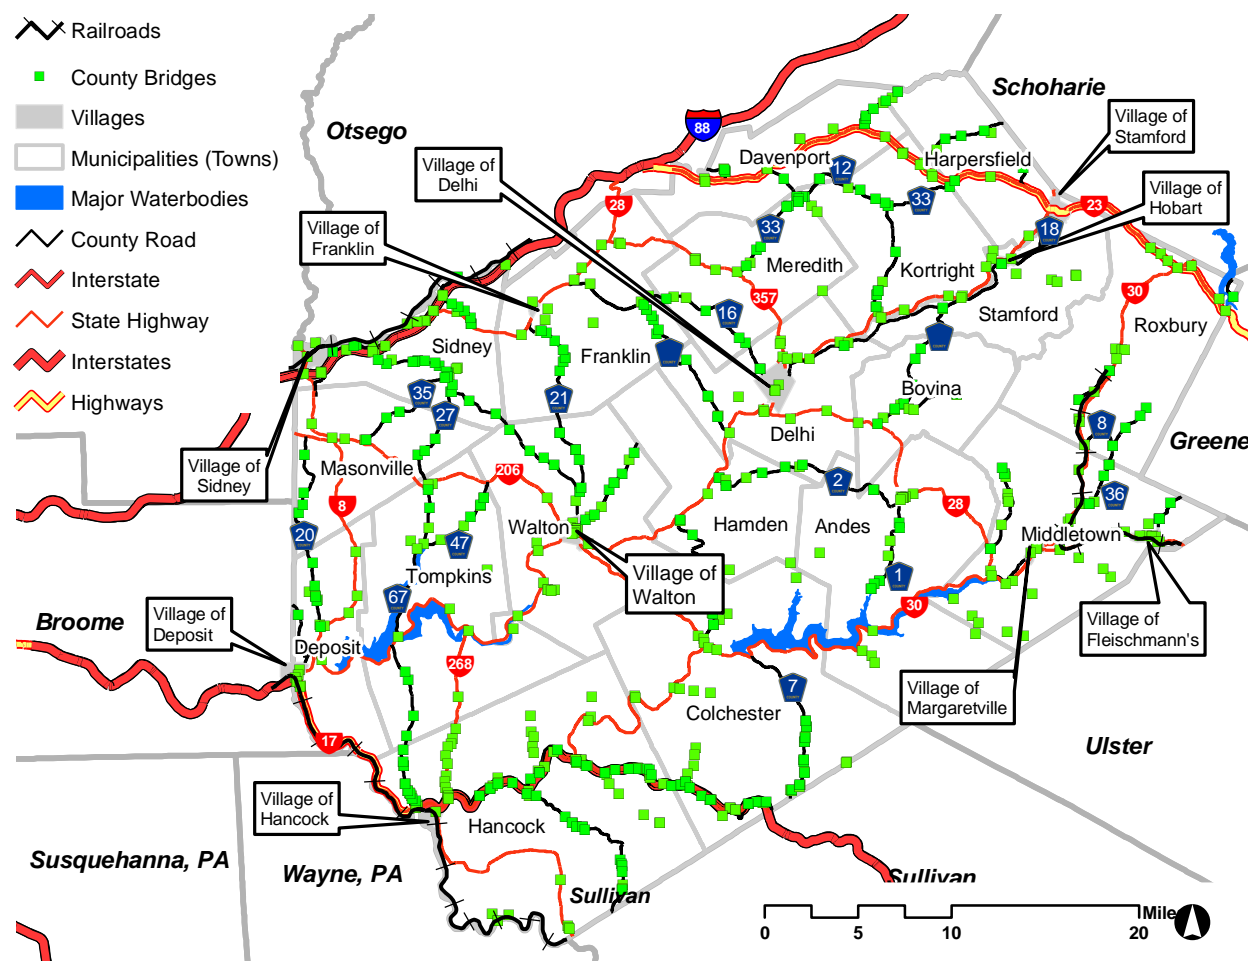 Railroads
County Bridges
Villages
Municipalities (Towns)
Major Waterbodies
County Road
Interstate
State Highway
Interstates
Highways
Otsego
Schoharie
88
Village of
Stamford
Village of
Delhi
Davenport
12
Harpersfield
Village of
Hobart
28
33
33
23
18
Village of
Franklin
Meredith
Kortright
357
30
16
Stamford
Roxbury
Sidney
Franklin
Bovina
35
27
21
8
Greene
Delhi
Village of
Sidney
Masonville
206
2
36
8
28
20
47
Walton
Hamden
Andes
Middletown
Tompkins
67
Village of
Walton
1
30
Village of
Fleischmann's
Broome
Village of
Deposit
Deposit
268
Village of
Margaretville
7
Colchester
17
Ulster
Village of
Hancock
Hancock
Susquehanna, PA
Wayne, PA
Sullivan
Sullivan
Mile
0
5
10
20